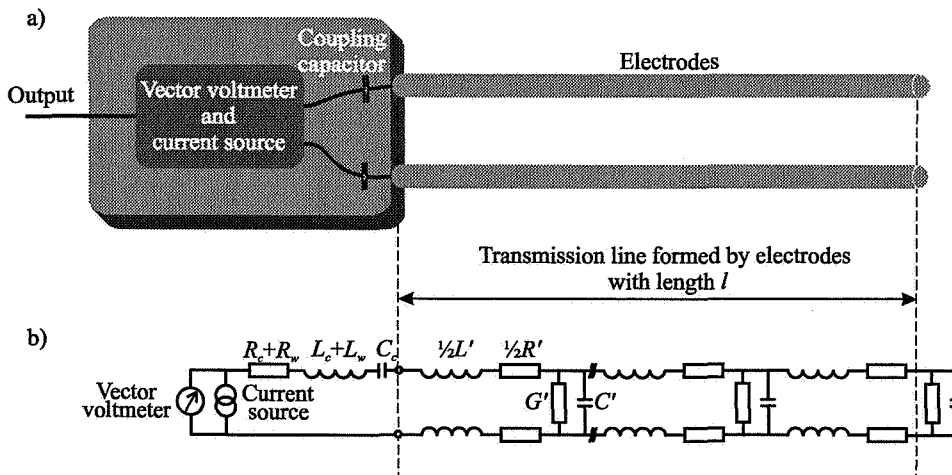 a)
Coupling
capacitor
Electrodes
Output
Vector voltmeter
and
current source
Transmission line formed by electrodes
with length l
b)
R_c+R_w
L_c+L_w
C_c
½L'
½R'
Vector
voltmeter
Current
source
G'
C'